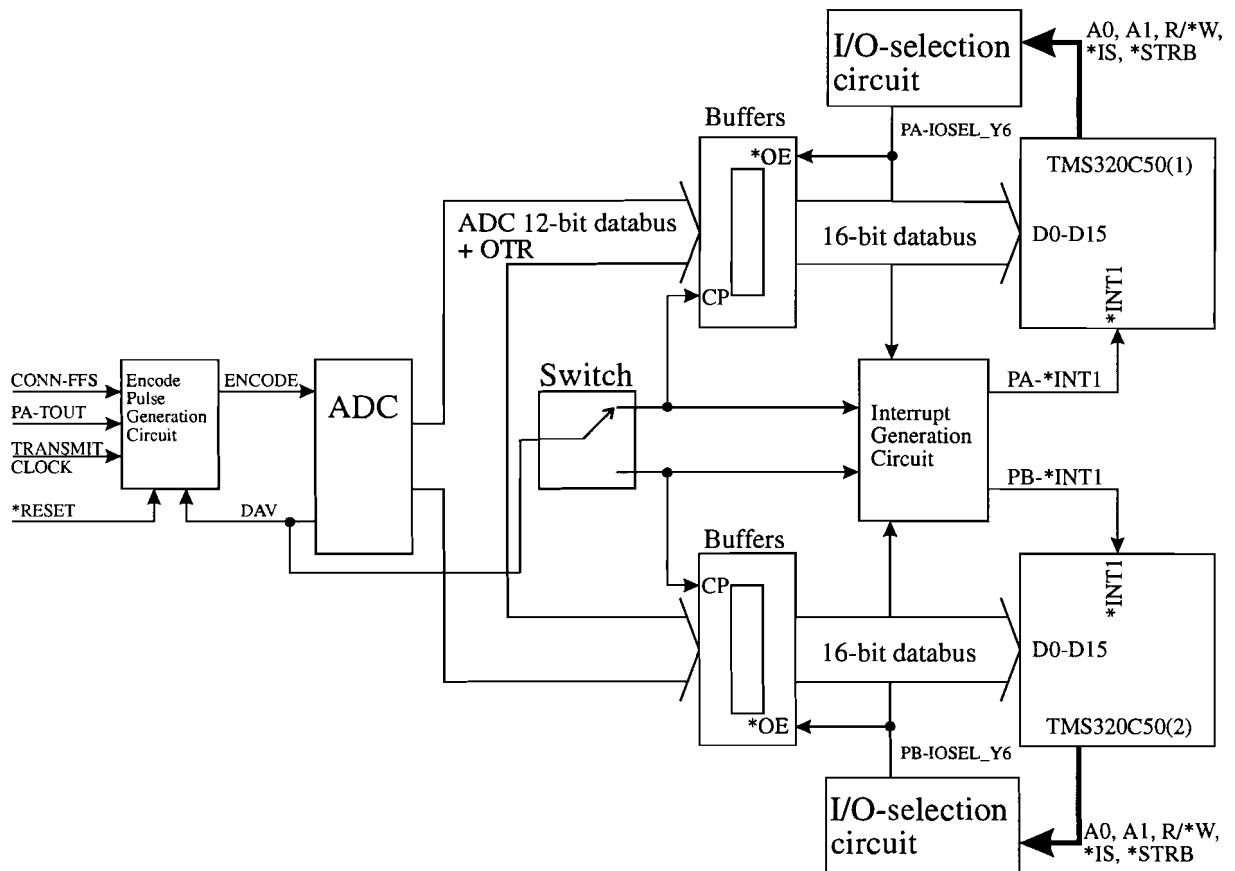 I/O-selection
circuit
A0, A1, R/*W,
*IS, *STRB
Buffers
PA-IOSEL_Y6
*OE
TMS320C50(1)
ADC 12-bit databus
+ OTR
16-bit databus
D0-D15
CP
*INT1
CONN-FFS
PA-TOUT
TRANSMIT
CLOCK
*RESET
Encode
Pulse
Generation
Circuit
ENCODE
DAV
ADC
Switch
Interrupt
Generation
Circuit
PA-*INT1
PB-*INT1
Buffers
CP
*INT1
16-bit databus
D0-D15
*OE
TMS320C50(2)
PB-IOSEL_Y6
I/O-selection
circuit
A0, A1, R/*W,
*IS, *STRB